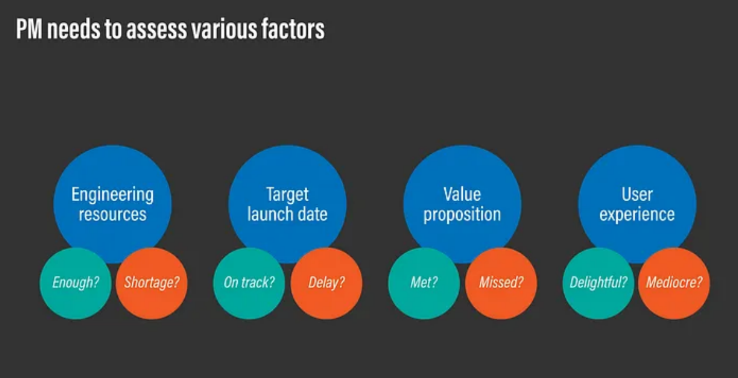 PM needs to assess various factors
Engineering
resources
Enough?
Shortage?
Target
launch date
On track?
Delay?
Value
proposition
Met?
Missed?
User
experience
Delightful?
Mediocre?